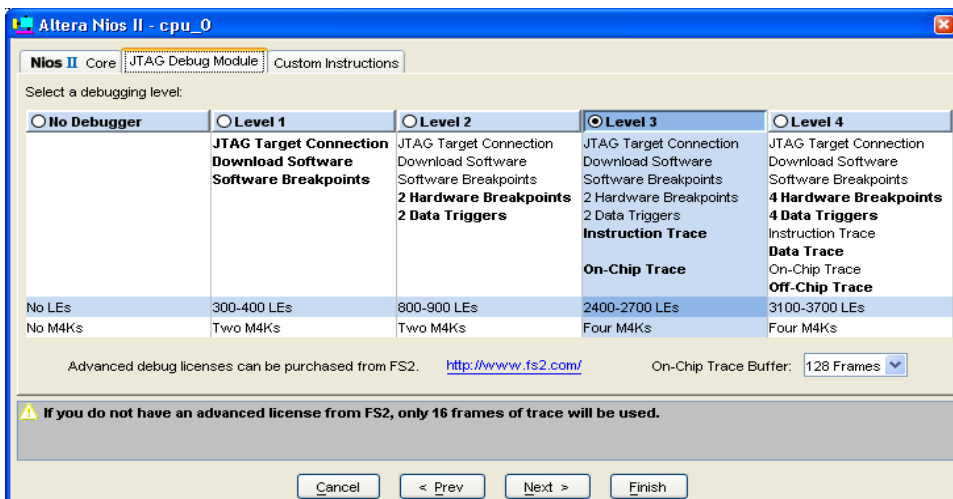 Altera Nios II - cpu_0
Nios II Core JTAG Debug Module Custom Instructions
Select a debugging level:
No Debugger Level 1 Level 2 Level 3 Level 4
JTAG Target Connection JTAG Target Connection JTAG Target Connection JTAG Target Connection
Download Software Download Software Download Software Download Software
Software Breakpoints Software Breakpoints Software Breakpoints Software Breakpoints
2 Hardware Breakpoints 2 Hardware Breakpoints 4 Hardware Breakpoints
2 Data Triggers 2 Data Triggers 4 Data Triggers
Instruction Trace Instruction Trace
Data Trace
On-Chip Trace On-Chip Trace
Off-Chip Trace
No LEs 300-400 LEs 800-900 LEs 2400-2700 LEs 3100-3700 LEs
No M4Ks Two M4Ks Two M4Ks Four M4Ks Four M4Ks
Advanced debug licenses can be purchased from FS2. http://www.fs2.com/ On-Chip Trace Buffer: 128 Frames
If you do not have an advanced license from FS2, only 16 frames of trace will be used.
Cancel < Prev Next > Finish